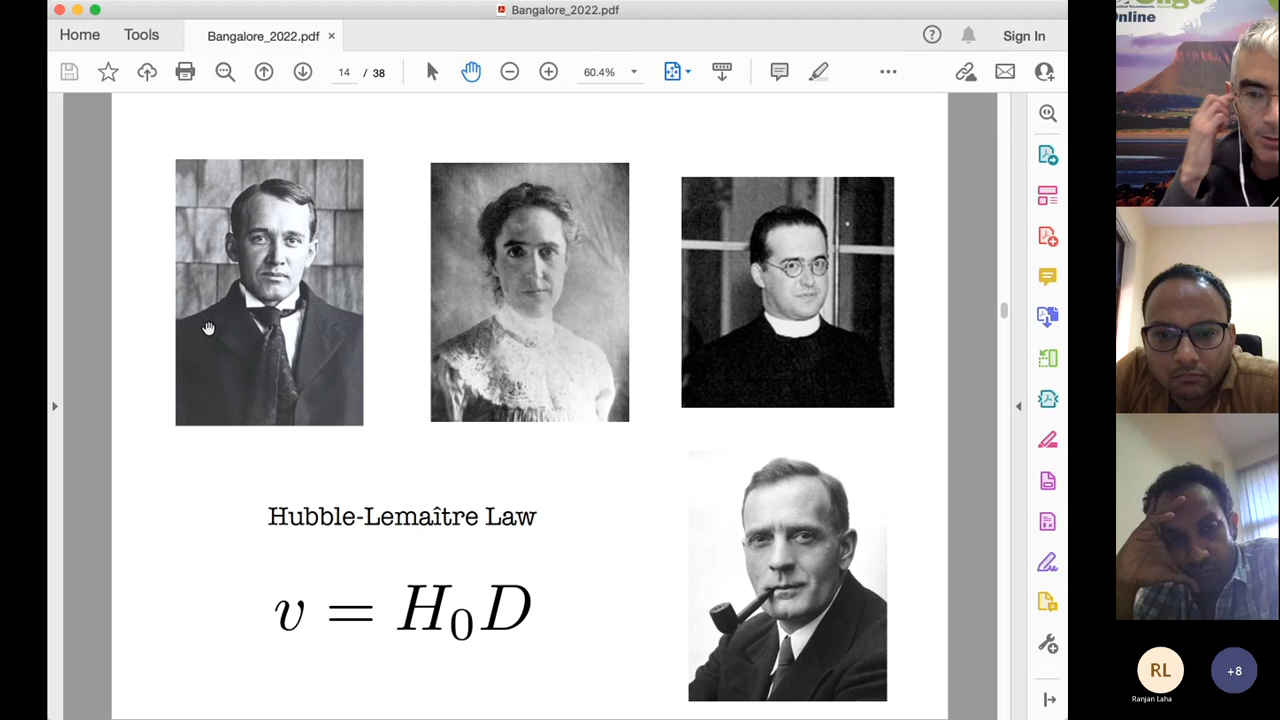 Bangalore_2022.pdf
Home Tools Bangalore_2022.pdf × Sign In
14 / 38 60.4%
Online
Hubble-Lemaître Law
v = H₀D
RL +8
Ranjan Laha